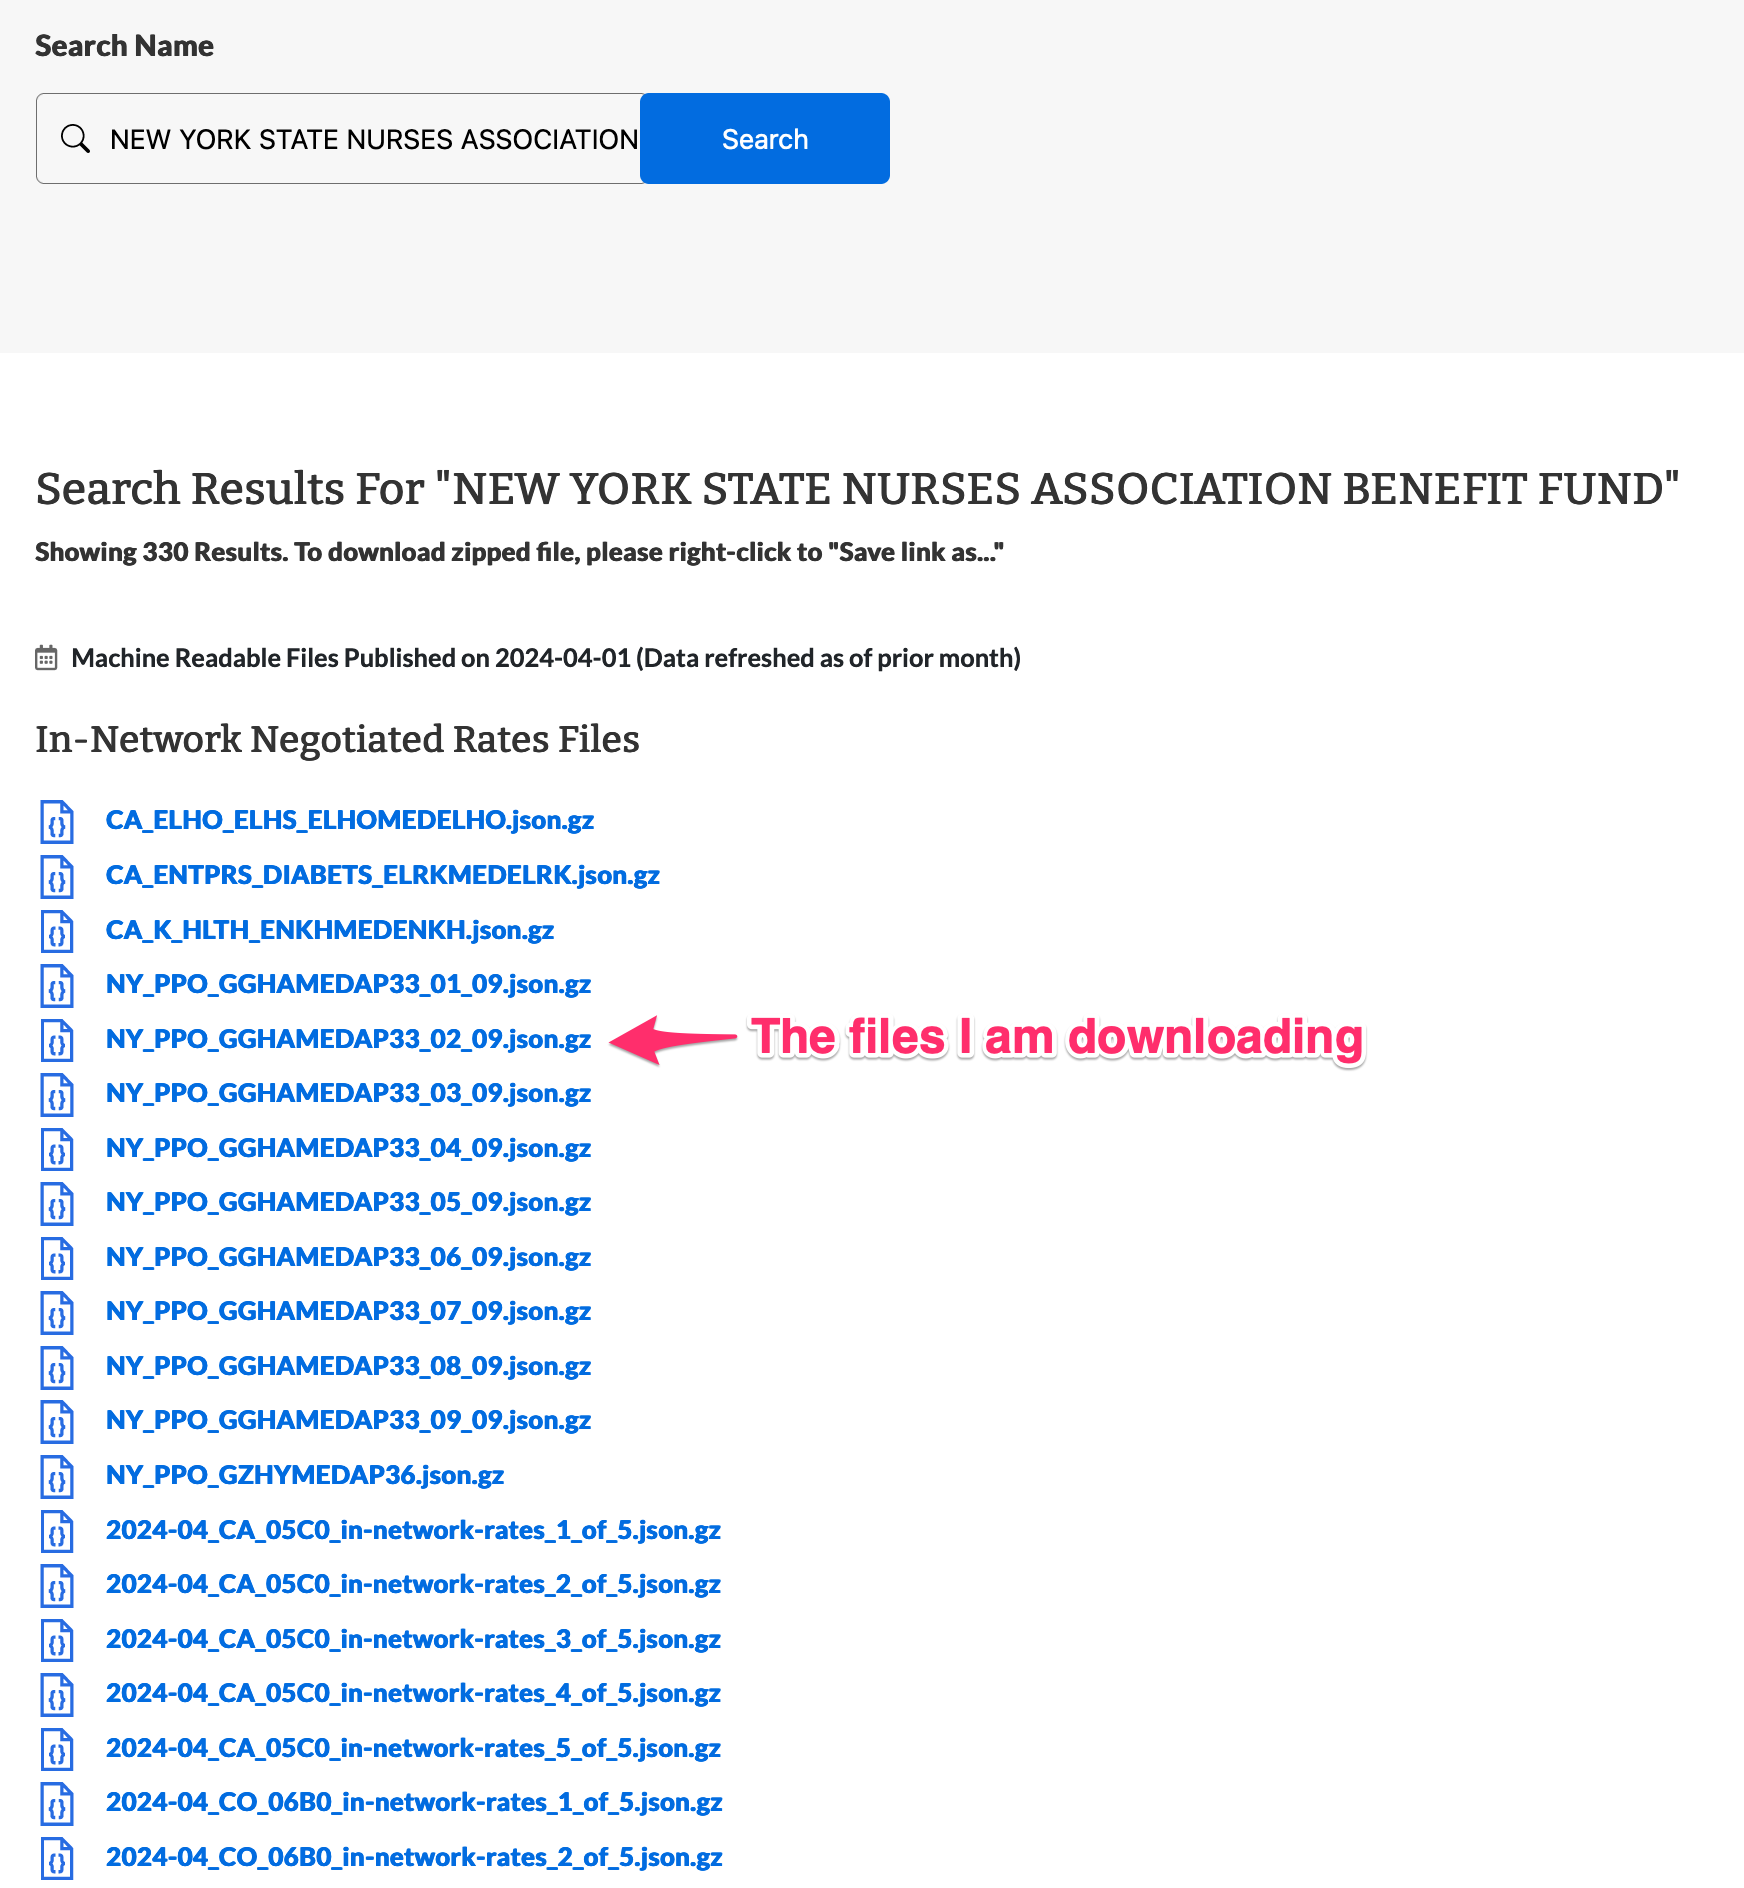 Search Name
NEW YORK STATE NURSES ASSOCIATION
Search
Search Results For "NEW YORK STATE NURSES ASSOCIATION BENEFIT FUND"
Showing 330 Results. To download zipped file, please right-click to "Save link as..."
Machine Readable Files Published on 2024-04-01 (Data refreshed as of prior month)
In-Network Negotiated Rates Files
{} CA_ELHO_ELHS_ELHOMEDELHO.json.gz
{} CA_ENTPRS_DIABETS_ELRKMEDELRK.json.gz
{} CA_K_HLTH_ENKHMEDENKH.json.gz
{} NY_PPO_GGHAMEDAP33_01_09.json.gz
{} NY_PPO_GGHAMEDAP33_02_09.json.gz The files I am downloading
{} NY_PPO_GGHAMEDAP33_03_09.json.gz
{} NY_PPO_GGHAMEDAP33_04_09.json.gz
{} NY_PPO_GGHAMEDAP33_05_09.json.gz
{} NY_PPO_GGHAMEDAP33_06_09.json.gz
{} NY_PPO_GGHAMEDAP33_07_09.json.gz
{} NY_PPO_GGHAMEDAP33_08_09.json.gz
{} NY_PPO_GGHAMEDAP33_09_09.json.gz
{} NY_PPO_GZHYMEDAP36.json.gz
{} 2024-04_CA_05C0_in-network-rates_1_of_5.json.gz
{} 2024-04_CA_05C0_in-network-rates_2_of_5.json.gz
{} 2024-04_CA_05C0_in-network-rates_3_of_5.json.gz
{} 2024-04_CA_05C0_in-network-rates_4_of_5.json.gz
{} 2024-04_CA_05C0_in-network-rates_5_of_5.json.gz
{} 2024-04_CO_06B0_in-network-rates_1_of_5.json.gz
{} 2024-04_CO_06B0_in-network-rates_2_of_5.json.gz